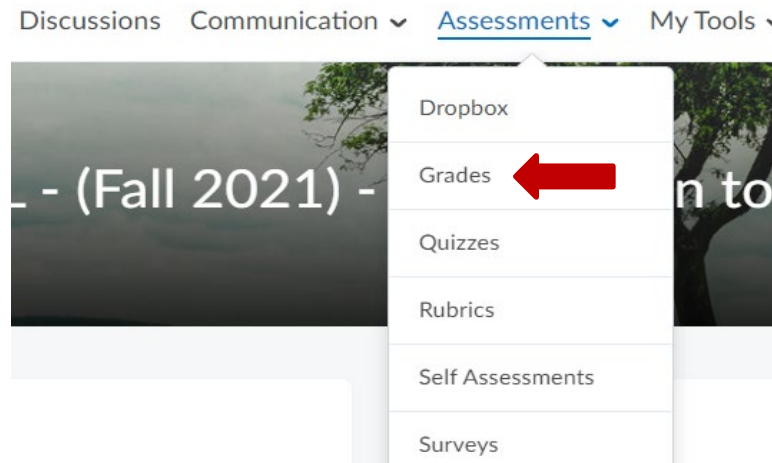 Discussions Communication Assessments My Tools
Dropbox
- (Fall 2021) - n to
Grades
Quizzes
Rubrics
Self Assessments
Surveys